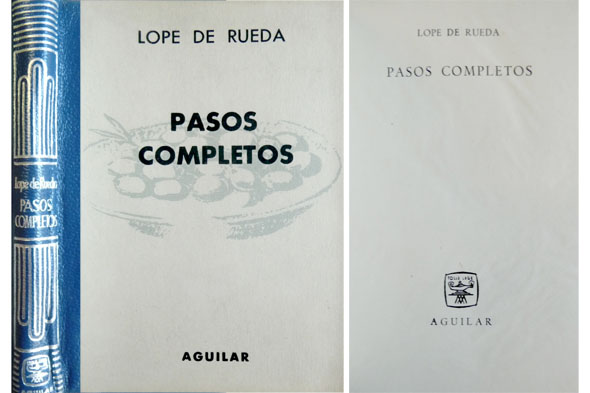 Lope de Rueda
PASOS
COMPLETOS
LOPE DE RUEDA
PASOS
COMPLETOS
AGUILAR
LOPE DE RUEDA
PASOS COMPLETOS
AGUILAR